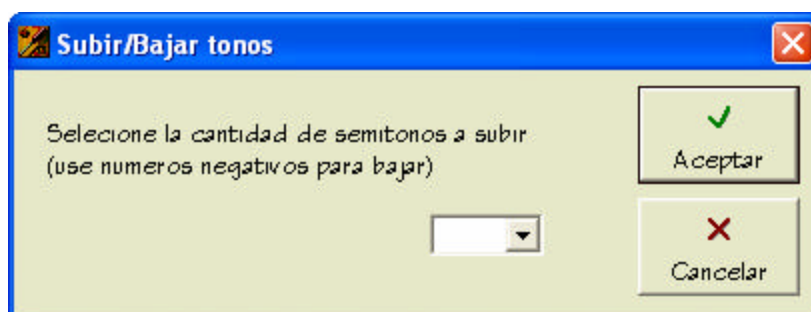 Subir/Bajar tonos
Selecione la cantidad de semitonos a subir
(use numeros negativos para bajar)
Aceptar
Cancelar